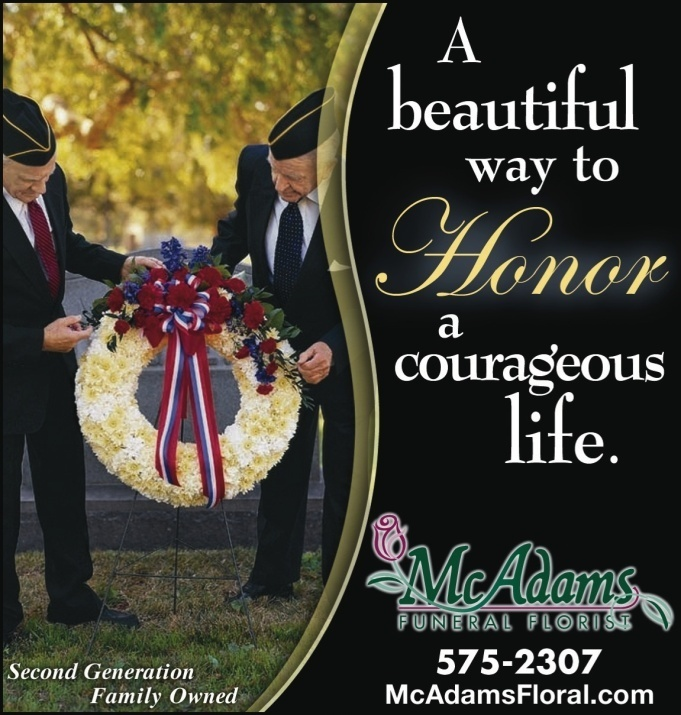 A
beautiful
way to
Honor
a
courageous
life.
McAdams
FUNERAL FLORIST
575-2307
McAdamsFloral.com
Second Generation
Family Owned